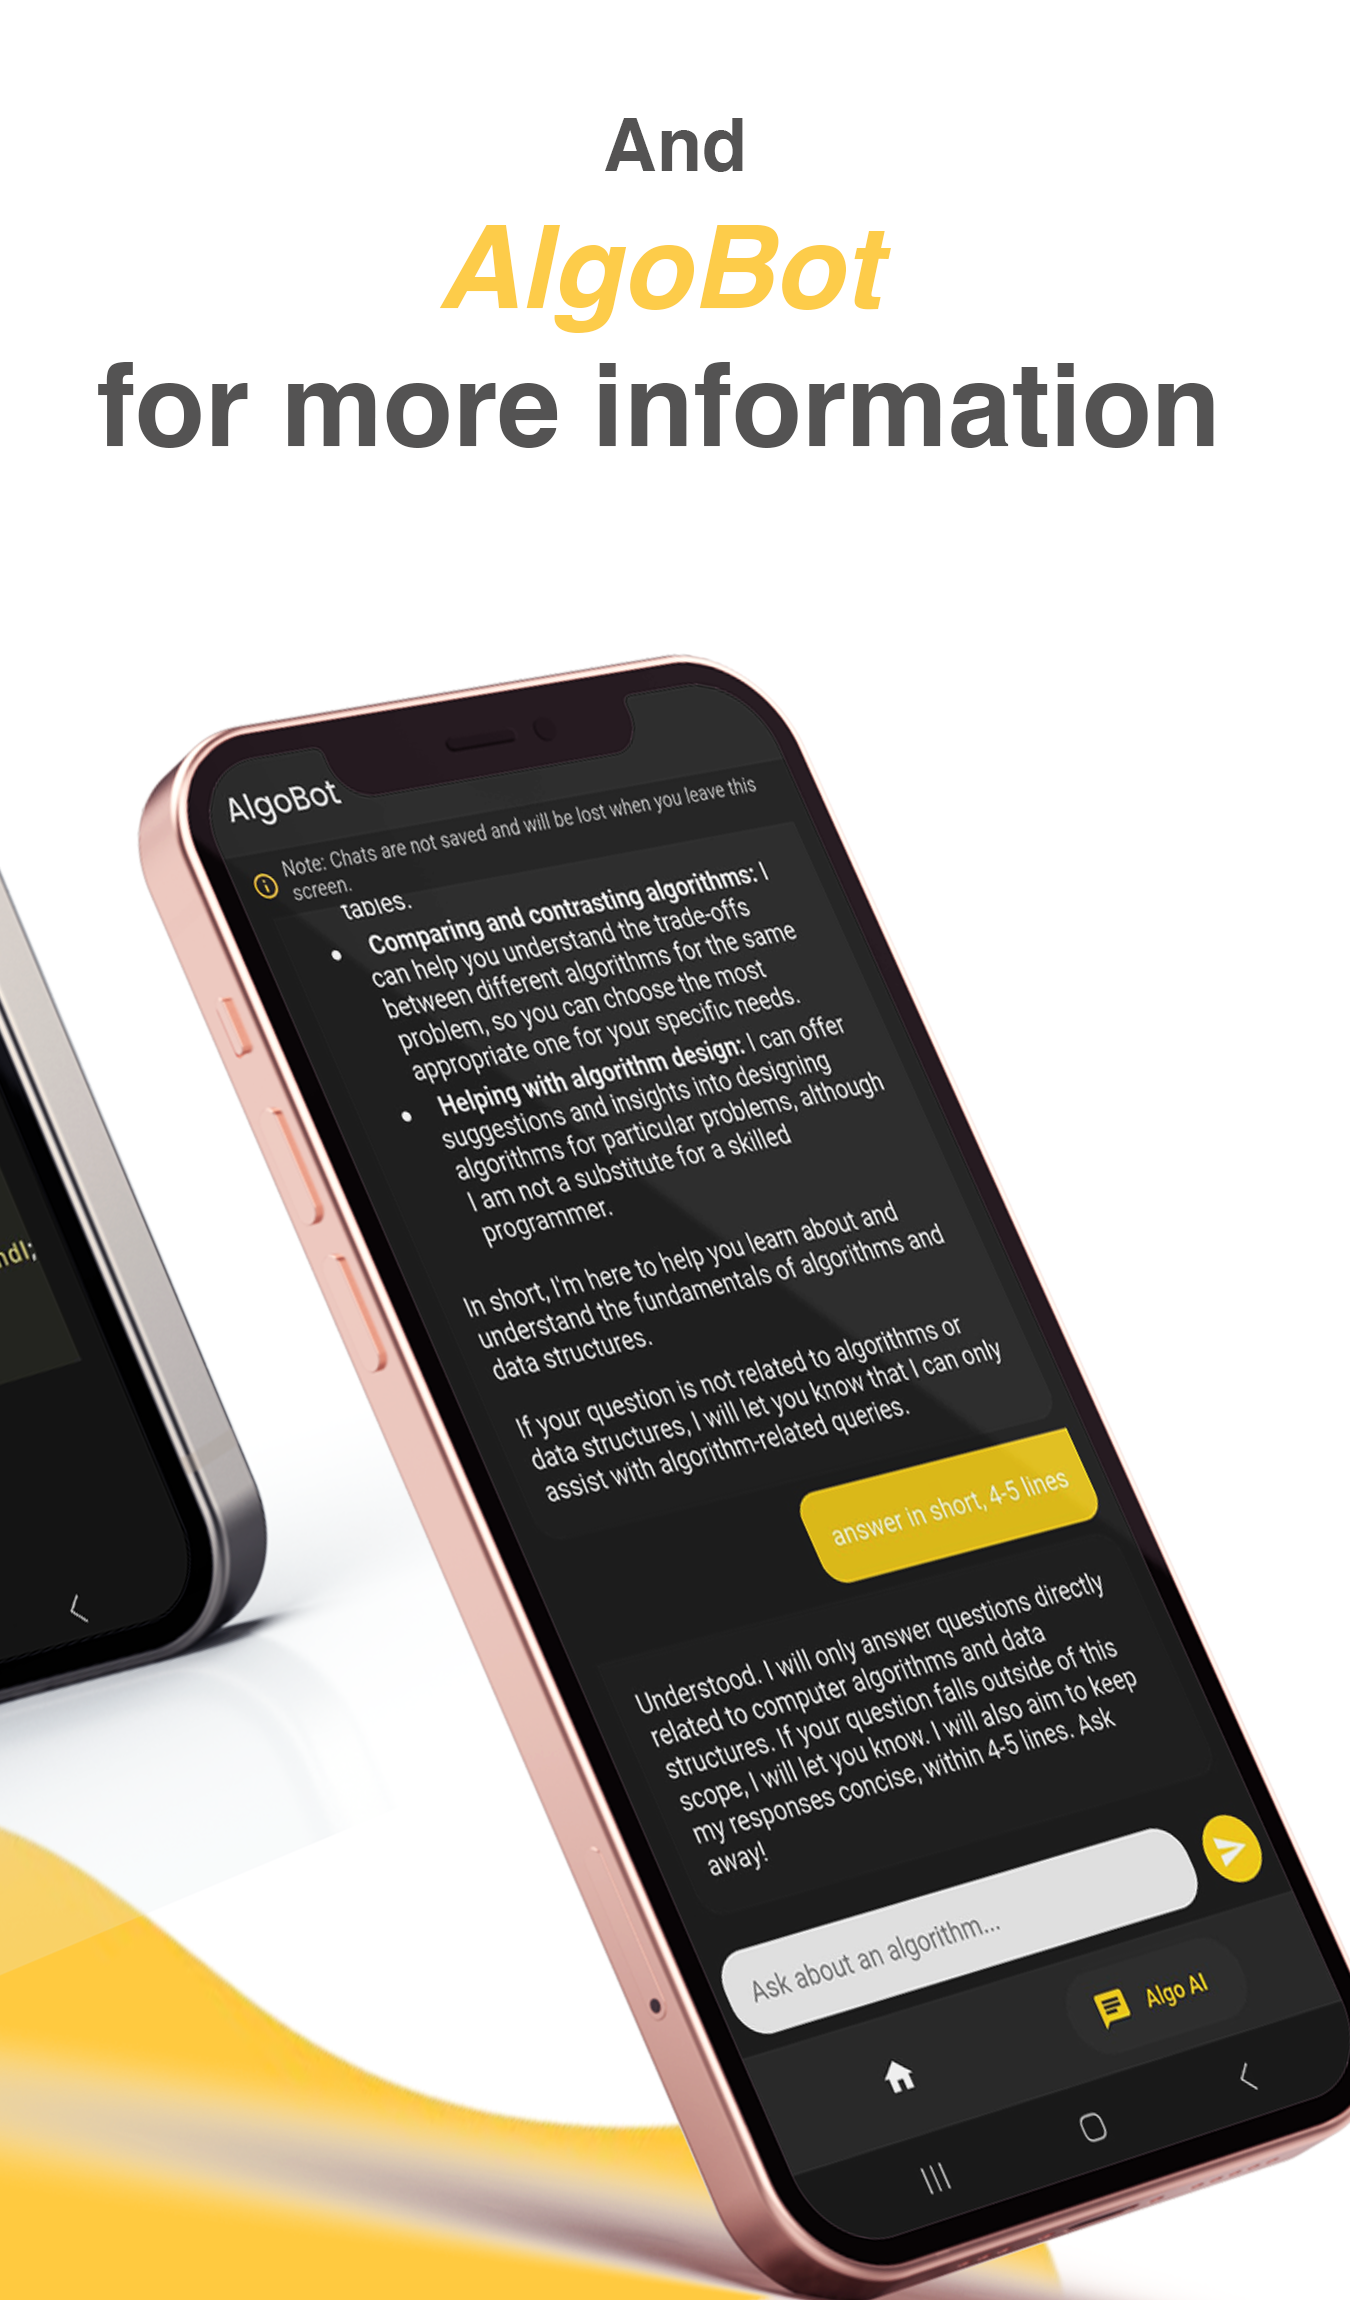 And
AlgoBot
for more information
AlgoBot
Note: Chats are not saved and will be lost when you leave this
screen.
tables.
• Comparing and contrasting algorithms: I
can help you understand the trade-offs
between different algorithms for the same
problem, so you can choose the most
appropriate one for your specific needs.
• Helping with algorithm design: I can offer
suggestions and insights into designing
algorithms for particular problems, although
I am not a substitute for a skilled
programmer.
In short, I'm here to help you learn about and
understand the fundamentals of algorithms and
data structures.
If your question is not related to algorithms or
data structures, I will let you know that I can only
assist with algorithm-related queries.
answer in short, 4-5 lines
Understood. I will only answer questions directly
related to computer algorithms and data
structures. If your question falls outside of this
scope, I will let you know. I will also aim to keep
my responses concise, within 4-5 lines. Ask
away!
Ask about an algorithm...
Algo AI